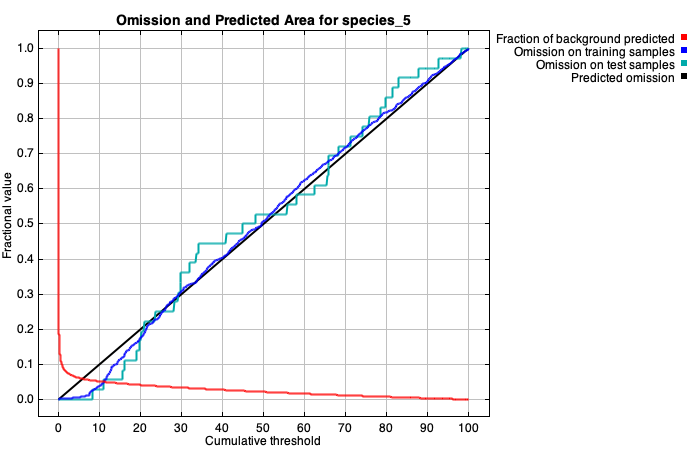 Omission and Predicted Area for species_5
Fraction of background predicted
Omission on training samples
Omission on test samples
Predicted omission
Fractional value
1.0
0.9
0.8
0.7
0.6
0.5
0.4
0.3
0.2
0.1
0.0
0 10 20 30 40 50 60 70 80 90 100
Cumulative threshold